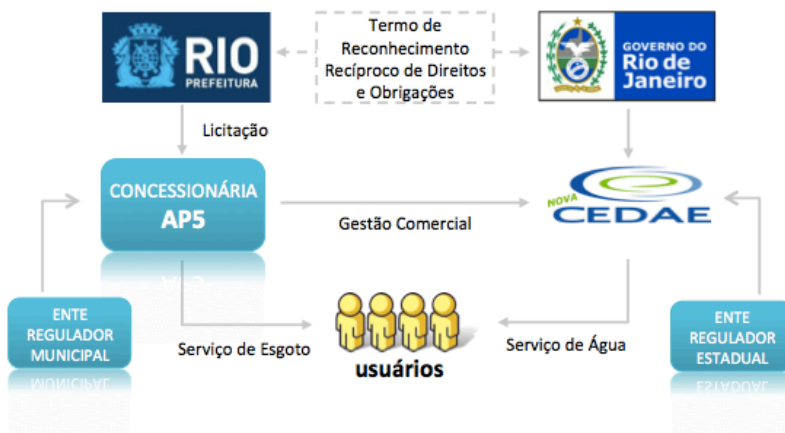 RIO
PREFEITURA
Termo de
Reconhecimento
Recíproco de Direitos
e Obrigações
GOVERNO DO
Rio de
Janeiro
Licitação
CONCESSIONÁRIA
AP5
Gestão Comercial
NOVA
CEDAE
ENTE
REGULADOR
MUNICIPAL
Serviço de Esgoto
usuários
Serviço de Água
ENTE
REGULADOR
ESTADUAL